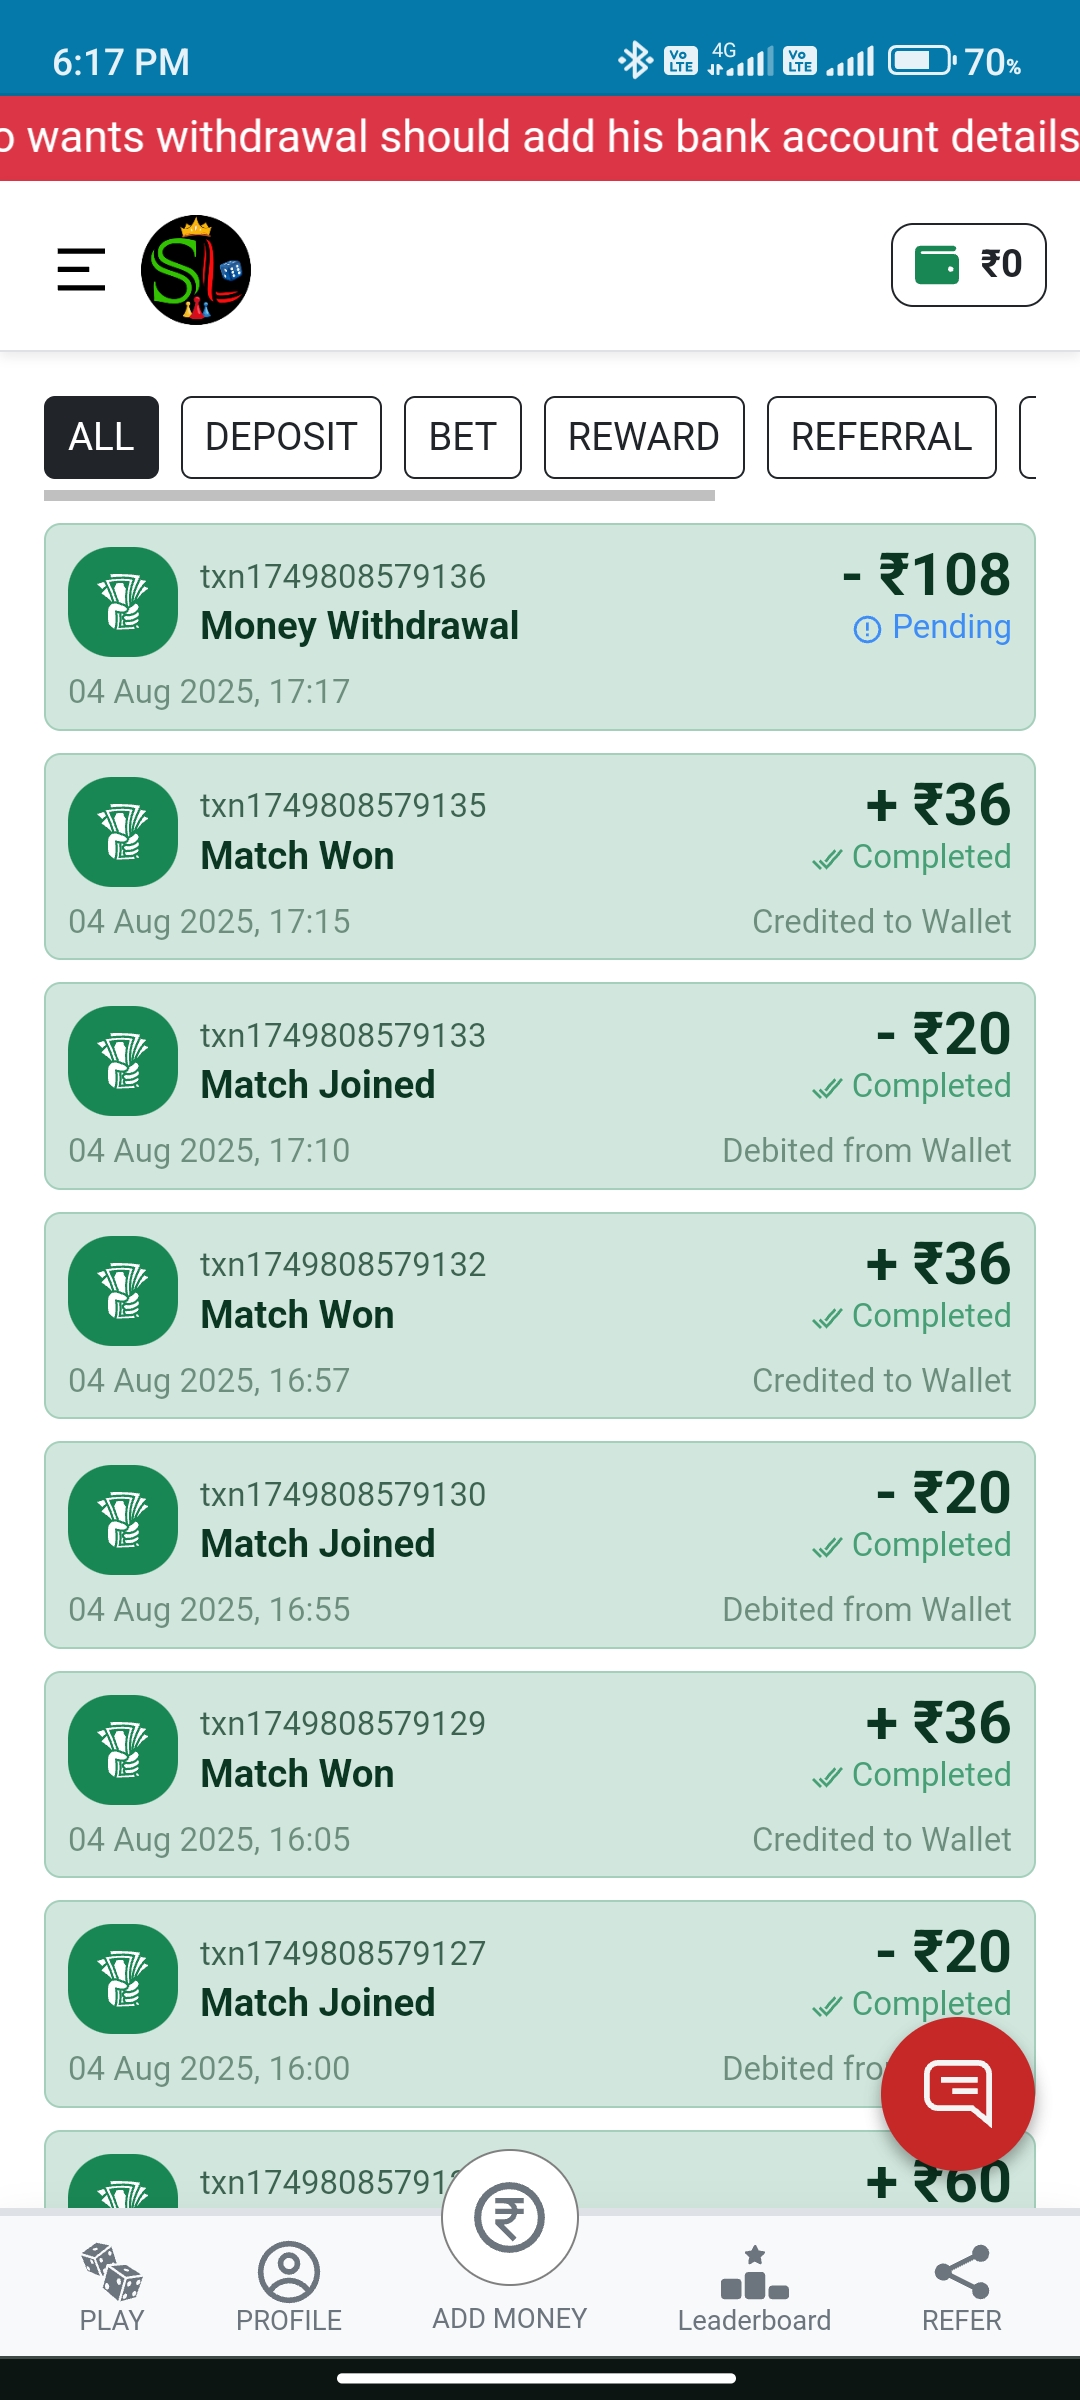 6:17 PM
4G
Vo LTE
Vo LTE
70%
wants withdrawal should add his bank account details
SL
₹0
ALL
DEPOSIT
BET
REWARD
REFERRAL
txn1749808579136
- ₹108
Money Withdrawal
Pending
04 Aug 2025, 17:17
txn1749808579135
+ ₹36
Match Won
Completed
04 Aug 2025, 17:15
Credited to Wallet
txn1749808579133
- ₹20
Match Joined
Completed
04 Aug 2025, 17:10
Debited from Wallet
txn1749808579132
+ ₹36
Match Won
Completed
04 Aug 2025, 16:57
Credited to Wallet
txn1749808579130
- ₹20
Match Joined
Completed
04 Aug 2025, 16:55
Debited from Wallet
txn1749808579129
+ ₹36
Match Won
Completed
04 Aug 2025, 16:05
Credited to Wallet
txn1749808579127
- ₹20
Match Joined
Completed
04 Aug 2025, 16:00
Debited
+ ₹60
₹
PLAY
PROFILE
ADD MONEY
Leaderboard
REFER